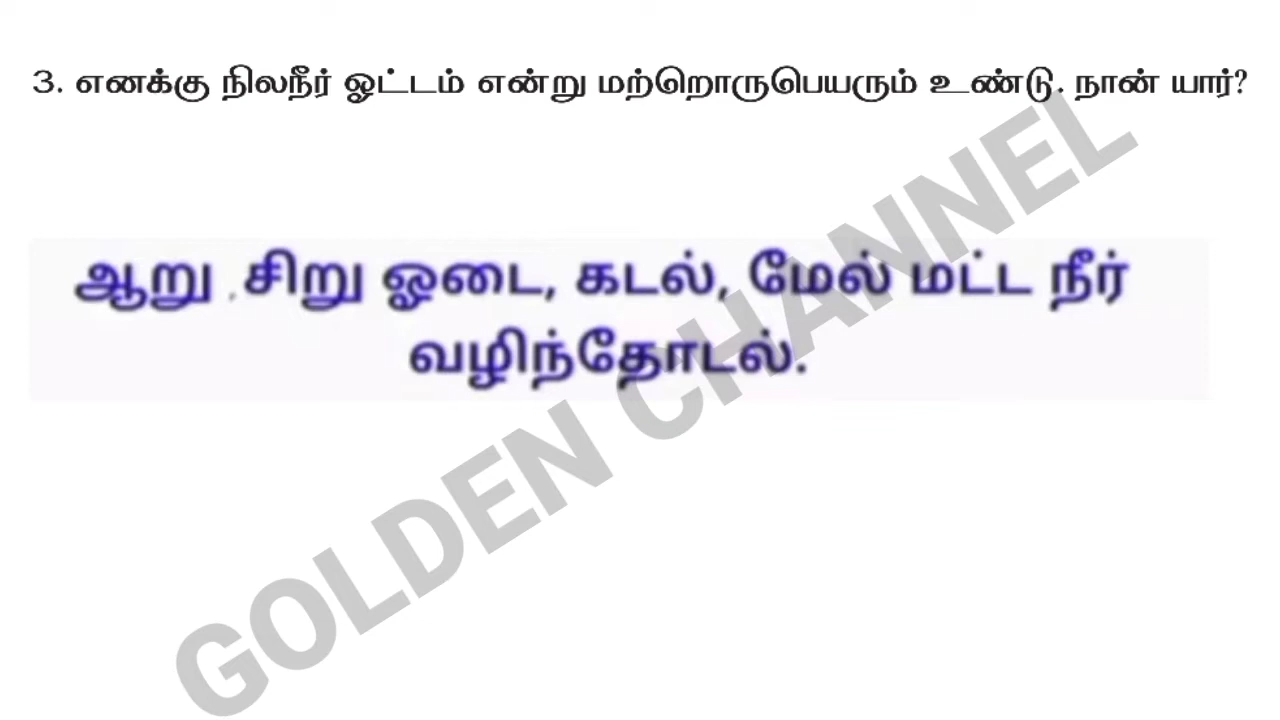 3. எனக்கு நிலநீர் ஓட்டம் என்று மற்றொருபெயரும் உண்டு. நான் யார்?
ஆறு ,சிறு ஓடை, கடல், மேல் மட்ட நீர்
வழிந்தோடல்.
GOLDEN CHANNEL